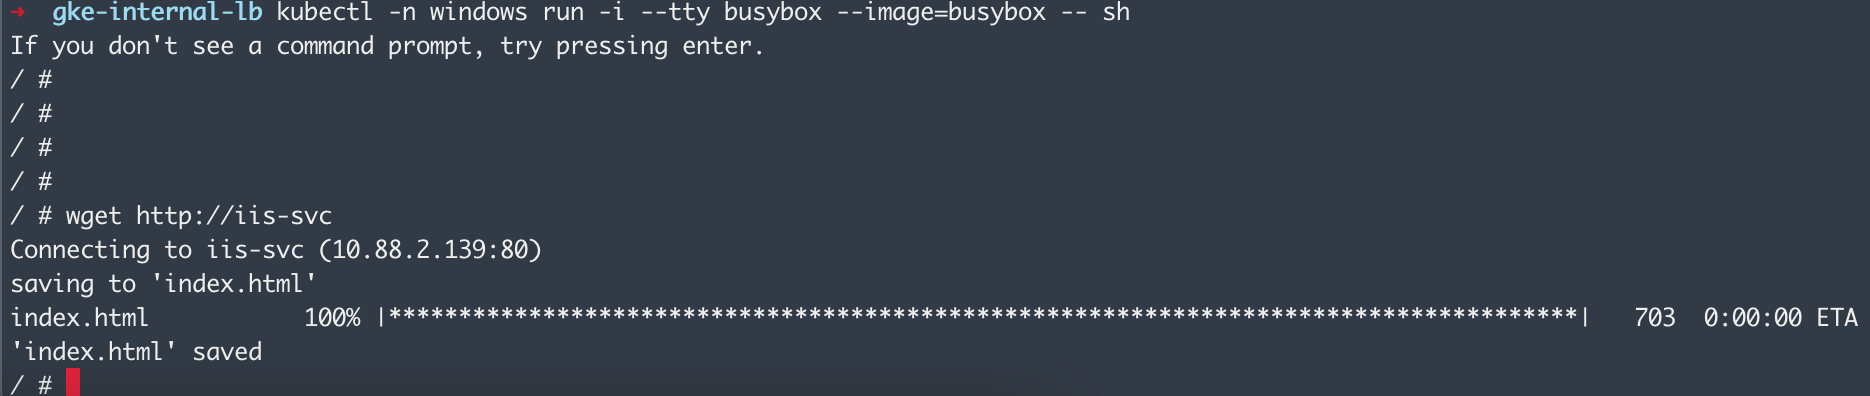 → gke-internal-lb kubectl -n windows run -i --tty busybox --image=busybox -- sh
If you don't see a command prompt, try pressing enter.
/ #
/ #
/ #
/ #
/ # wget http://iis-svc
Connecting to iis-svc (10.88.2.139:80)
saving to 'index.html'
index.html 100% |*************************************************************************************| 703 0:00:00 ETA
'index.html' saved
/ #